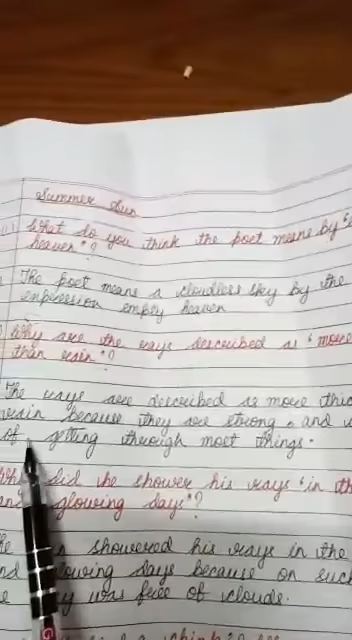 Summer Sun
What do you think the poet means by "
heaven"?
The poet means a cloudless sky by the
expression empty heaven
Why are the rays described as "more
than rain"?
The rays are described as more thic
rain because they are strong and
of getting through most things.
did he shower his rays "in th
and glowing days"?
showered his rays in the
glowing days because on such
was free of clouds.